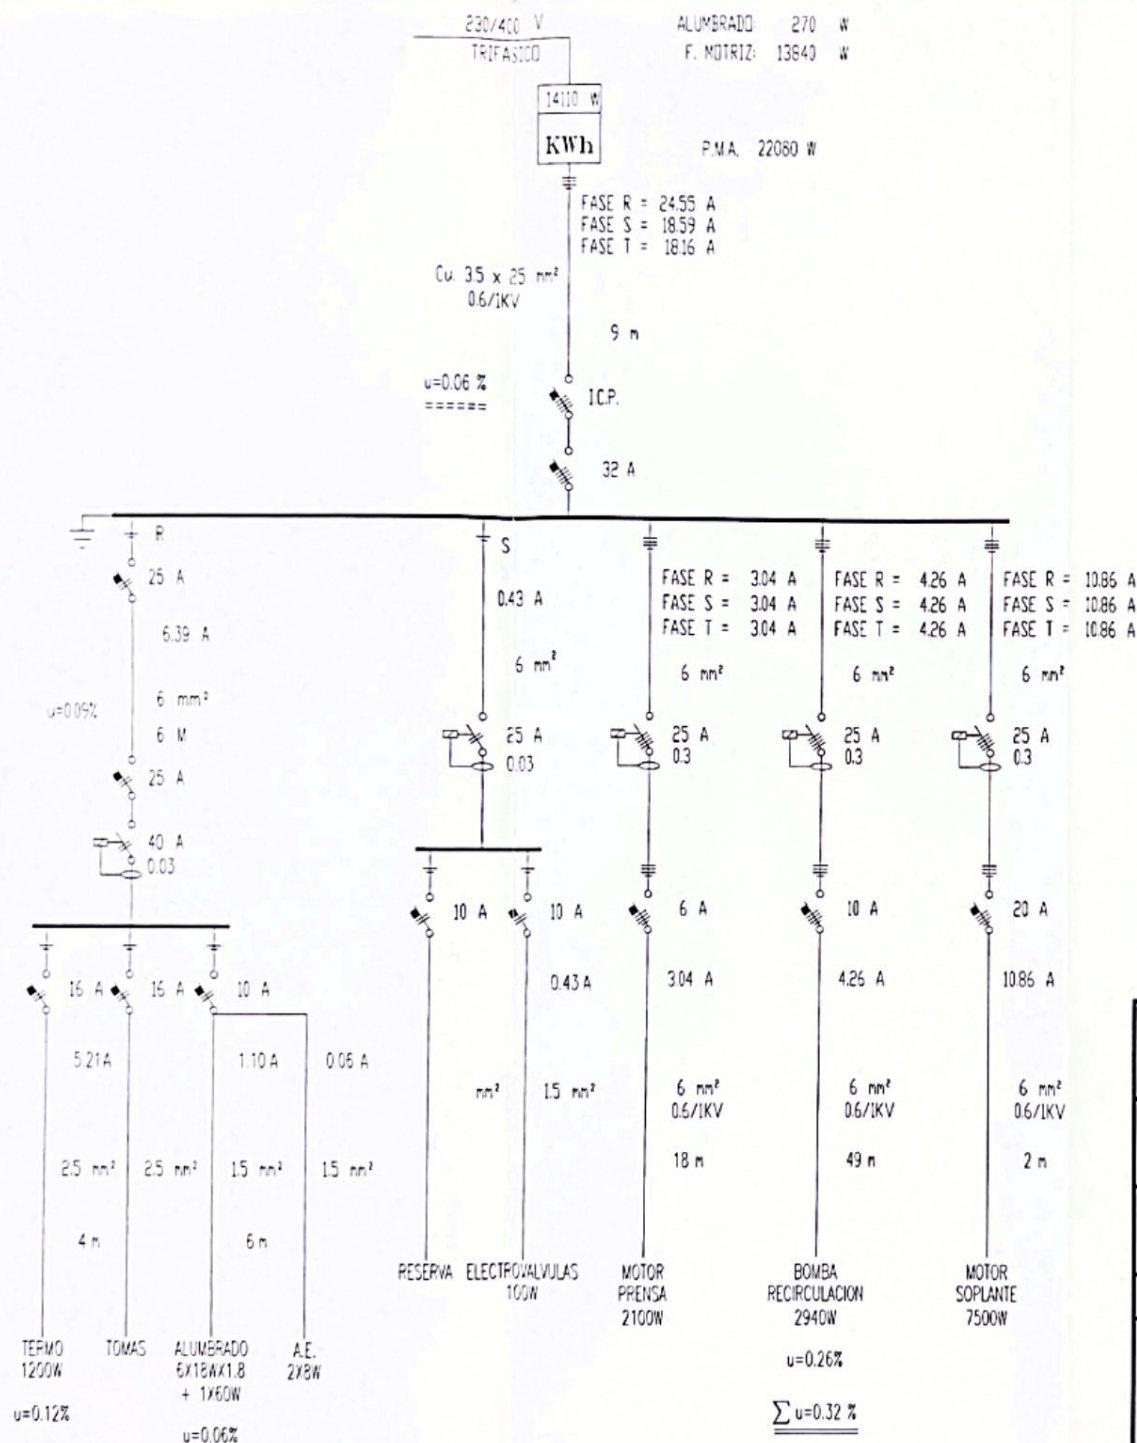 230/400 V
TRIFASICO
ALUMBRADO: 270 W
F. MOTRIZ: 13840 W
14110 W
KWh
P.M.A. 22080 W
FASE R = 24.55 A
FASE S = 18.59 A
FASE T = 18.16 A
Cu. 3.5 x 25 mm²
0.6/1KV
9 m
u=0.06 %
======
I.C.P.
32 A
R
25 A
6.39 A
u=0.09%
6 mm²
6 M
25 A
40 A
0.03
S
0.43 A
6 mm²
25 A
0.03
FASE R = 3.04 A
FASE S = 3.04 A
FASE T = 3.04 A
6 mm²
25 A
0.3
FASE R = 4.26 A
FASE S = 4.26 A
FASE T = 4.26 A
6 mm²
25 A
0.3
FASE R = 10.86 A
FASE S = 10.86 A
FASE T = 10.86 A
6 mm²
25 A
0.3
16 A
16 A
10 A
5.21A
1.10 A
0.06 A
2.5 mm²
2.5 mm²
1.5 mm²
1.5 mm²
4 m
6 m
TERMO
1200W
u=0.12%
TOMAS
ALUMBRADO
6X18WX1.8
+ 1X60W
u=0.06%
A.E.
2X8W
10 A
10 A
0.43 A
mm²
1.5 mm²
RESERVA
ELECTROVALVULAS
100W
6 A
3.04 A
6 mm²
0.6/1KV
18 m
MOTOR
PRENSA
2100W
10 A
4.26 A
6 mm²
0.6/1KV
49 m
BOMBA
RECIRCULACION
2940W
u=0.26%
∑ u=0.32 %
20 A
10.86 A
6 mm²
0.6/1KV
2 m
MOTOR
SOPLANTE
7500W